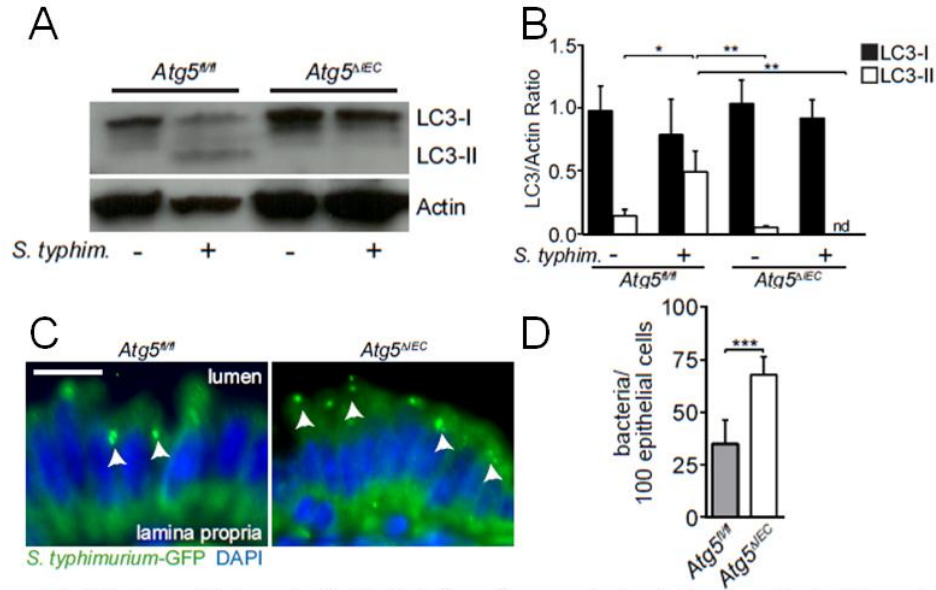 A
Atg5fl/fl
Atg5ΔIEC
LC3-I
LC3-II
Actin
S. typhim. - + - +
B
1.5
1.0
0.5
0.0
LC3/Actin Ratio
* **
**
LC3-I
LC3-II
nd
S. typhim. - + - +
Atg5fl/fl
Atg5ΔIEC
C
Atg5fl/fl
Atg5ΔIEC
lumen
lamina propria
S. typhimurium-GFP DAPI
D
100
75
50
25
0
bacteria/
100 epithelial cells
***
Atg5fl/fl
Atg5ΔIEC